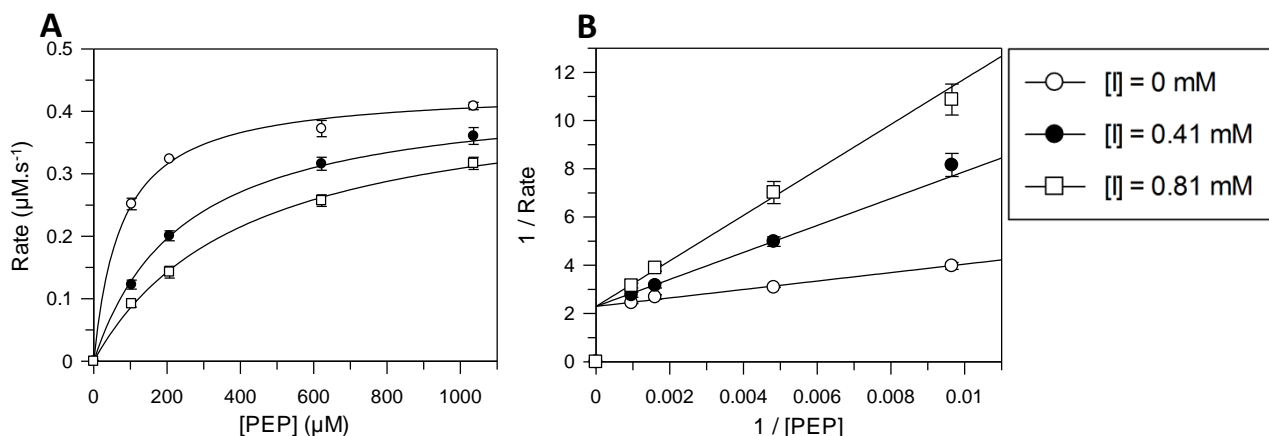 A
Rate (µM.s⁻¹)
0.5
0.4
0.3
0.2
0.1
0
0 200 400 600 800 1000
[PEP] (µM)
B
1 / Rate
12
10
8
6
4
2
0
0 0.002 0.004 0.006 0.008 0.01
1 / [PEP]
[I] = 0 mM
[I] = 0.41 mM
[I] = 0.81 mM